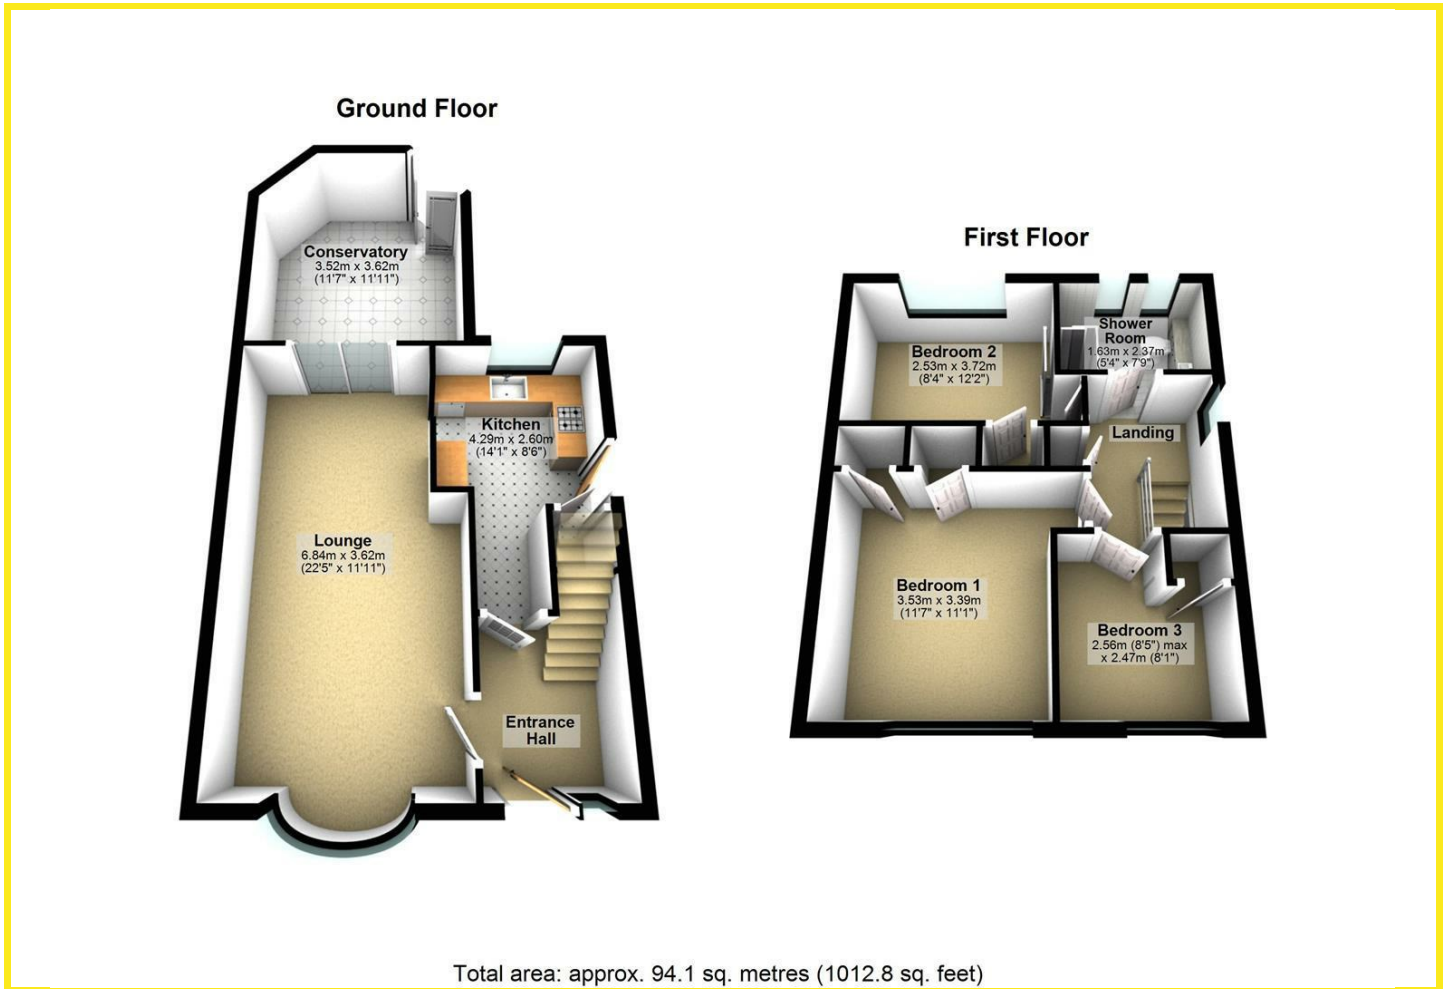 Ground Floor
Conservatory
3.52m x 3.62m
(11'7" x 11'11")
Kitchen
4.29m x 2.60m
(14'1" x 8'6")
Lounge
6.84m x 3.62m
(22'5" x 11'11")
Entrance
Hall
First Floor
Shower
Room
1.63m x 2.37m
(5'4" x 7'9")
Bedroom 2
2.53m x 3.72m
(8'4" x 12'2")
Landing
Bedroom 1
3.53m x 3.39m
(11'7" x 11'1")
Bedroom 3
2.56m (8'5") max
x 2.47m (8'1")
Total area: approx. 94.1 sq. metres (1012.8 sq. feet)